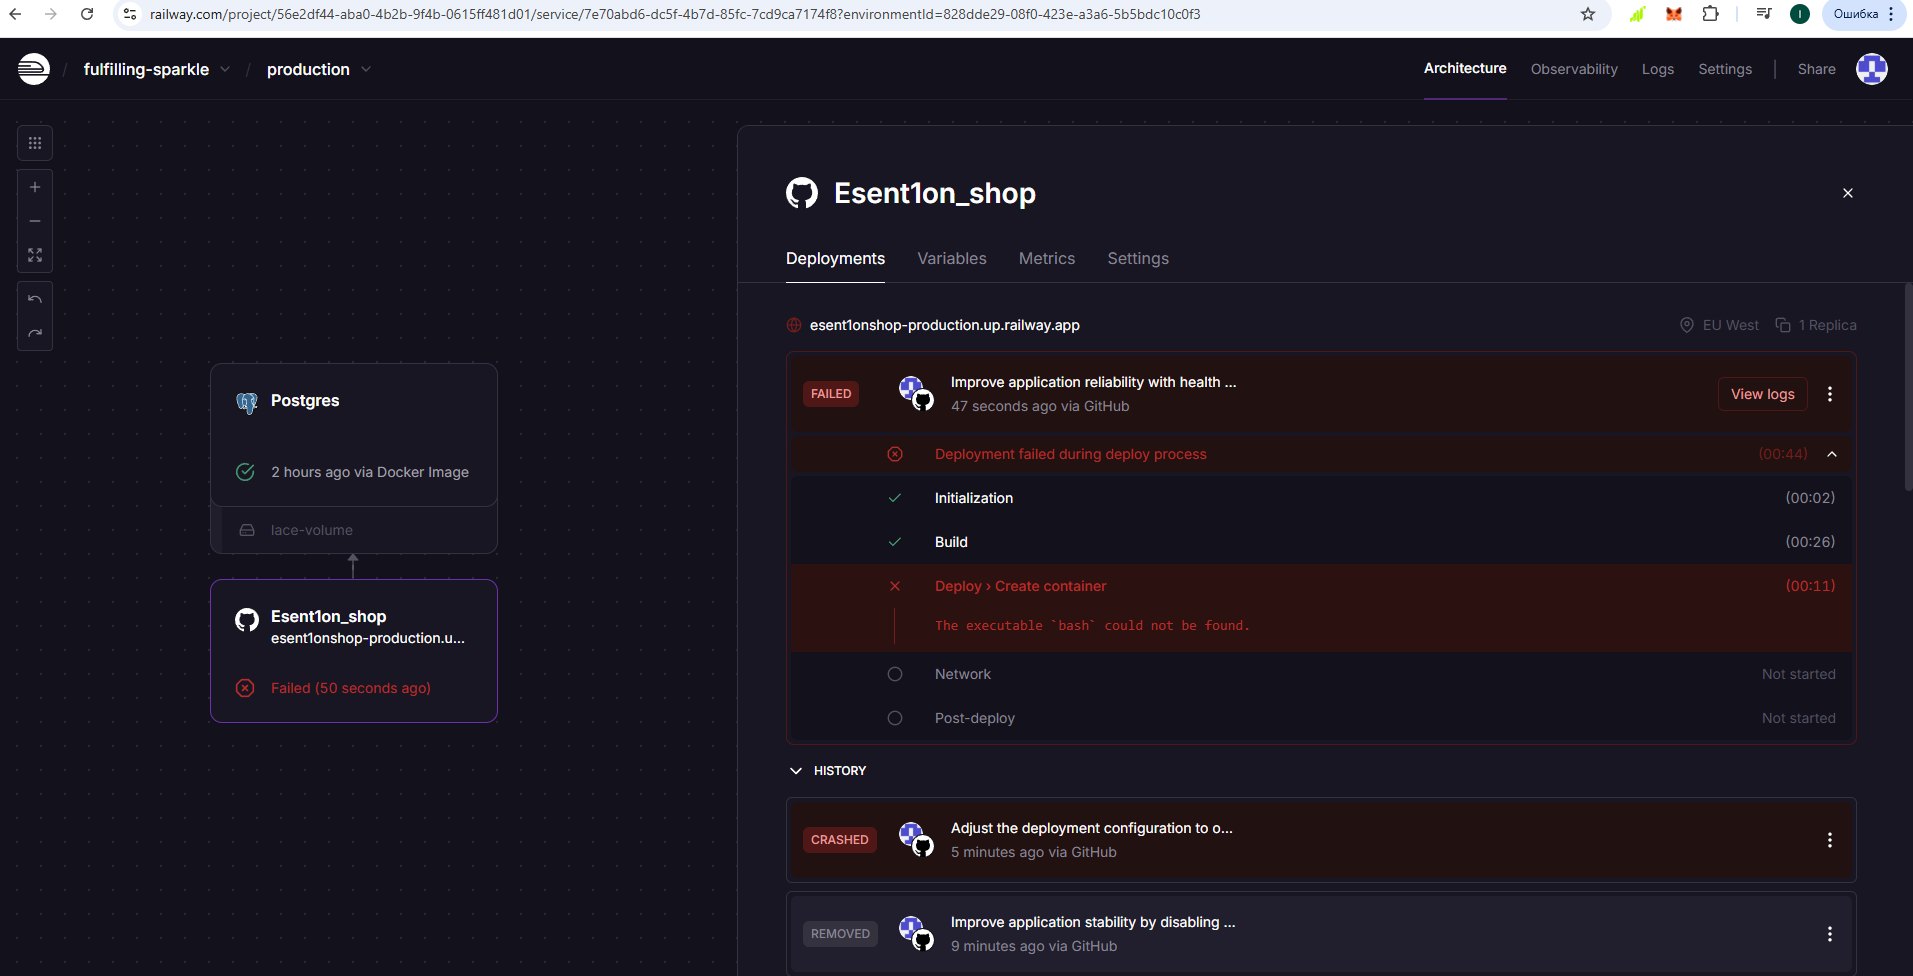 railway.com/project/56e2df44-aba0-4b2b-9f4b-0615ff481d01/service/7e70abd6-dc5f-4b7d-85fc-7cd9ca7174f8?environmentId=828dde29-08f0-423e-a3a6-5b5bdc10c0f3
I
Ошибка
/ fulfilling-sparkle / production
Architecture Observability Logs Settings Share
Postgres
2 hours ago via Docker Image
lace-volume
Esent1on_shop
esent1onshop-production.u...
Failed (50 seconds ago)
Esent1on_shop
Deployments Variables Metrics Settings
esent1onshop-production.up.railway.app EU West 1 Replica
FAILED
Improve application reliability with health ...
47 seconds ago via GitHub
View logs
Deployment failed during deploy process (00:44)
Initialization (00:02)
Build (00:26)
Deploy › Create container (00:11)
The executable `bash` could not be found.
Network Not started
Post-deploy Not started
HISTORY
CRASHED
Adjust the deployment configuration to o...
5 minutes ago via GitHub
REMOVED
Improve application stability by disabling ...
9 minutes ago via GitHub